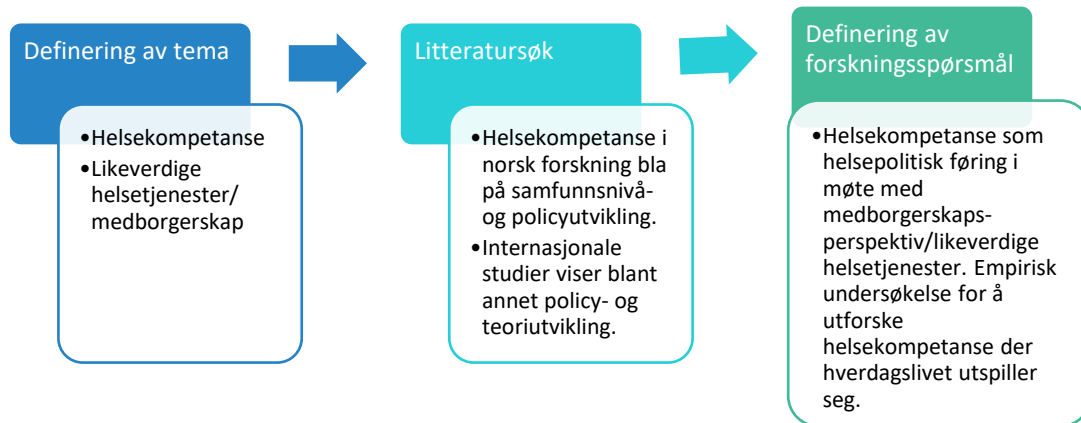 Definering av tema
•Helsekompetanse
•Likeverdige
helsetjenester/
medborgerskap
Litteratursøk
•Helsekompetanse i
norsk forskning bla
på samfunnsnivå-
og policyutvikling.
•Internasjonale
studier viser blant
annet policy- og
teoriutvikling.
Definering av
forskningsspørsmål
•Helsekompetanse som
helsepolitisk føring i
møte med
medborgerskaps-
perspektiv/likeverdige
helsetjenester. Empirisk
undersøkelse for å
utforske
helsekompetanse der
hverdagslivet utspiller
seg.